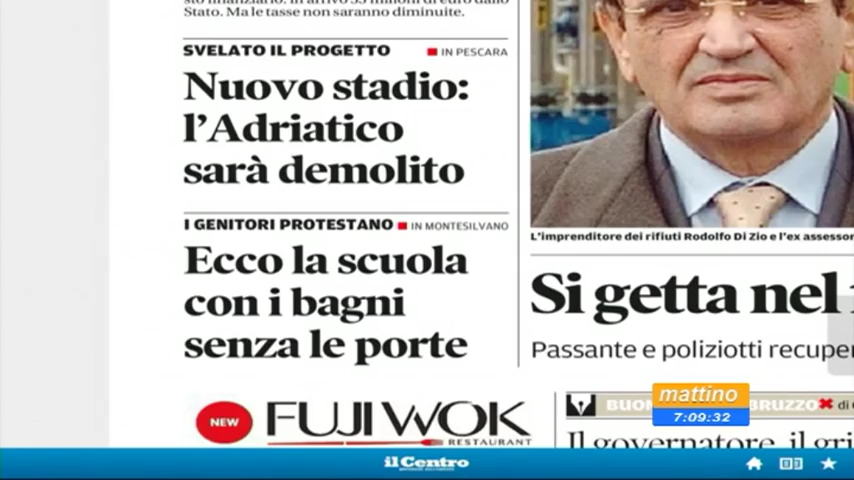 Stato. Ma le tasse non saranno diminuite.
SVELATO IL PROGETTO
IN PESCARA
Nuovo stadio:
l'Adriatico
sarà demolito
I GENITORI PROTESTANO
IN MONTESILVANO
Ecco la scuola
con i bagni
senza le porte
L'imprenditore dei rifiuti Rodolfo Di Zio e l'ex assessor
Si getta nel
Passante e poliziotti recuper
NEW
FUJI WOK
RESTAURANT
BUON
BRUZZO
di
Il governatore, il gri
mattino
7:09:32
il Centro